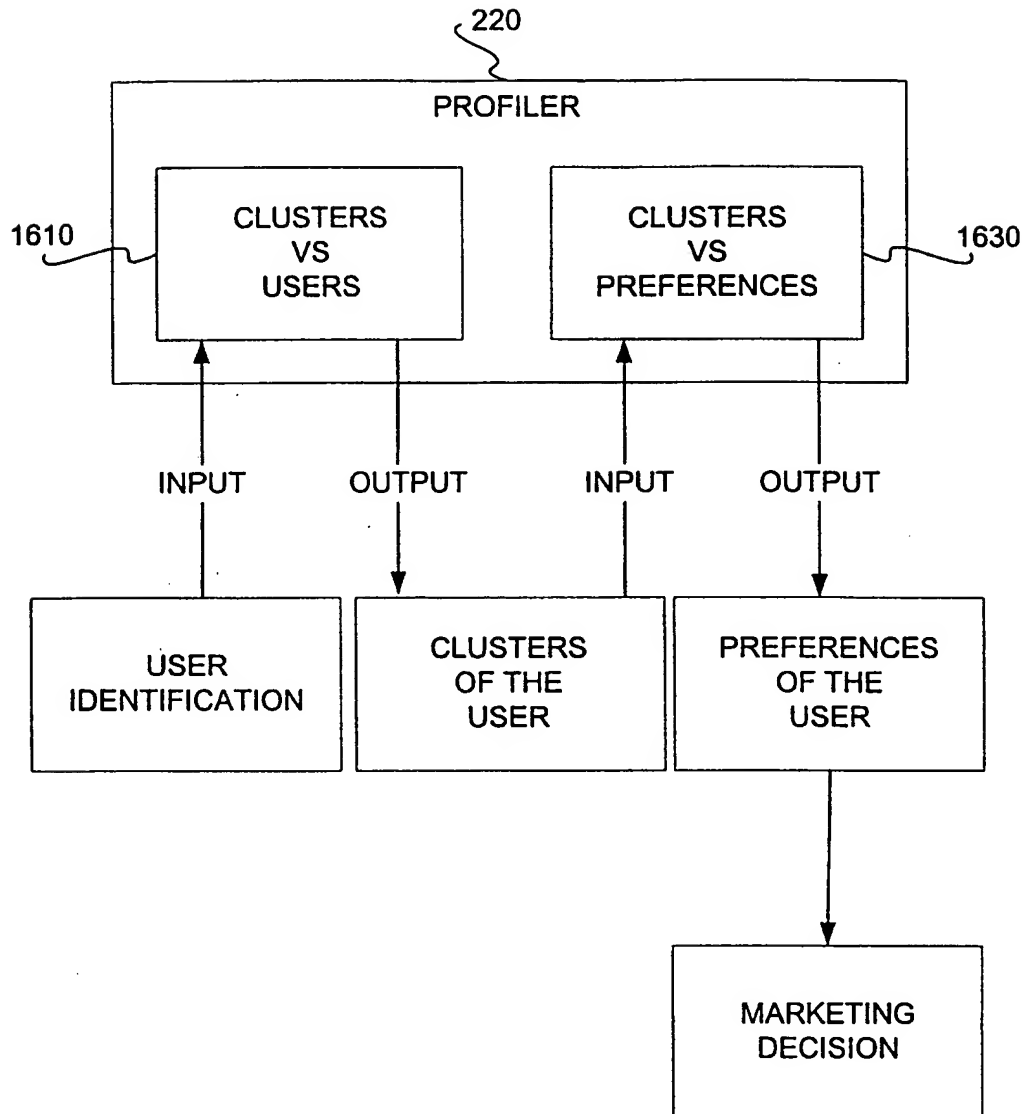 220
PROFILER
CLUSTERS
VS
USERS
CLUSTERS
VS
PREFERENCES
1610
1630
INPUT
OUTPUT
INPUT
OUTPUT
USER
IDENTIFICATION
CLUSTERS
OF THE
USER
PREFERENCES
OF THE
USER
MARKETING
DECISION